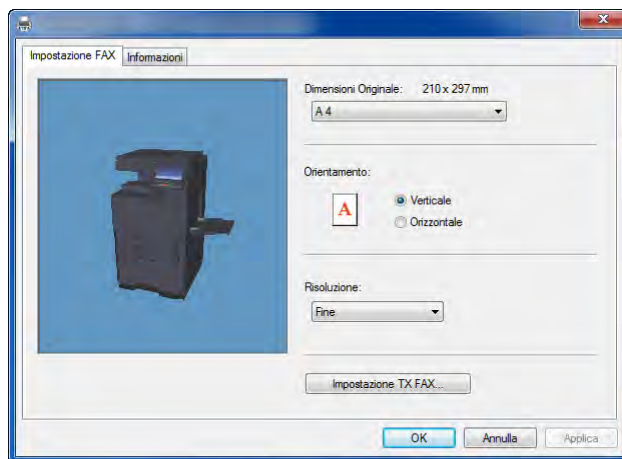 Impostazione FAX
Informazioni
Dimensioni Originale: 210 x 297 mm
A 4
Orientamento:
A
Verticale
Orizzontale
Risoluzione:
Fine
Impostazione TX FAX...
OK
Annulla
Applica